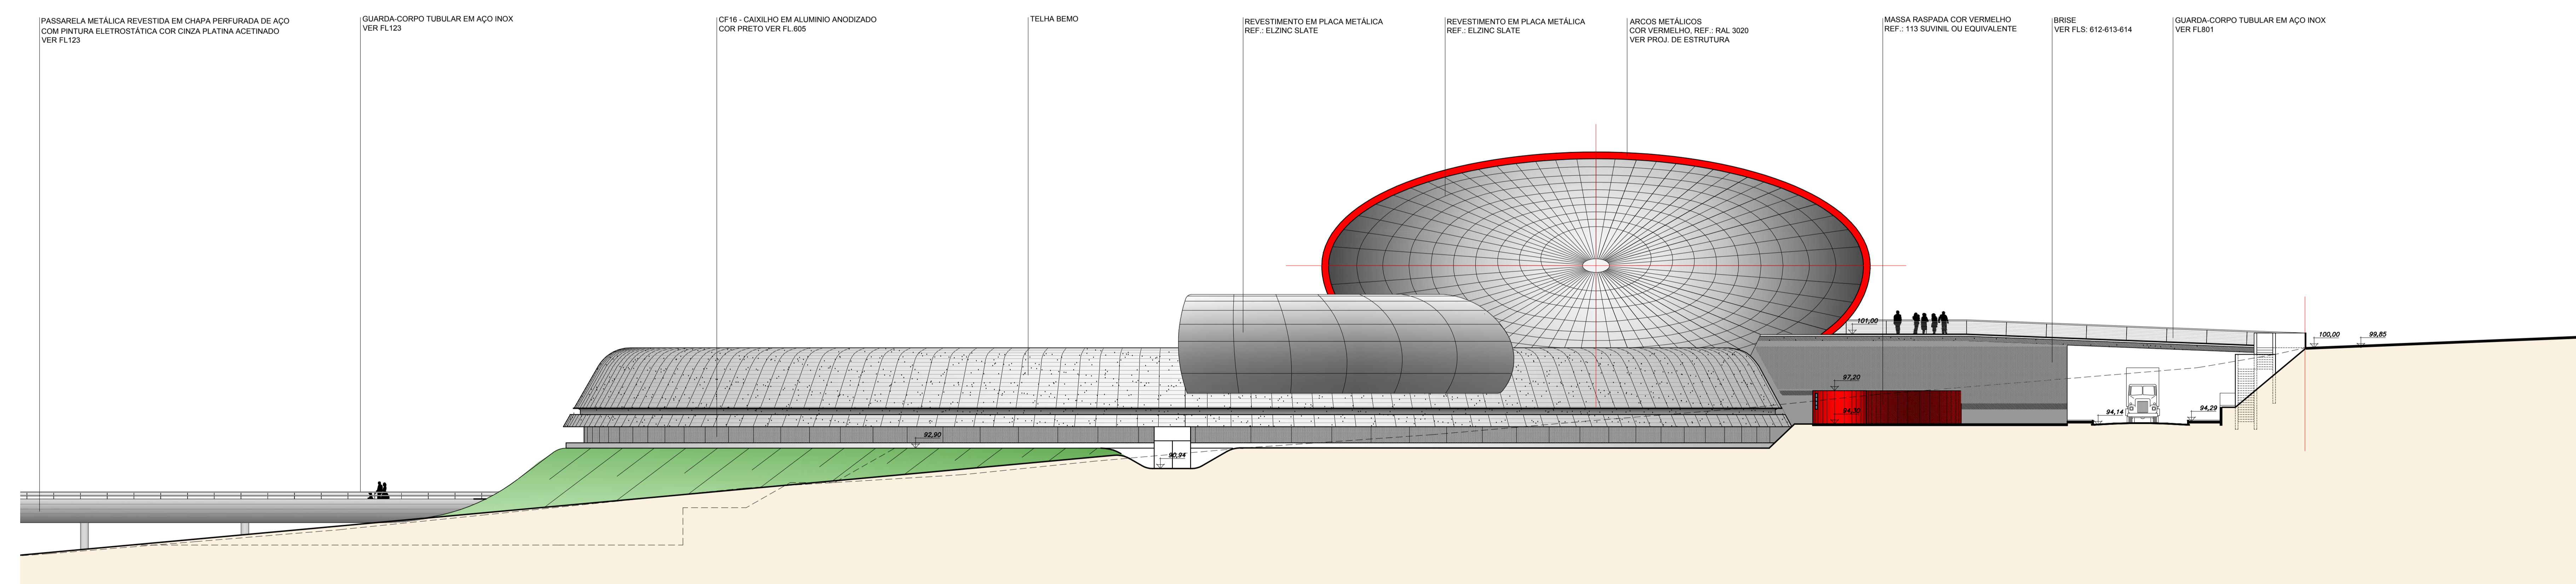 PASSARELA METÁLICA REVESTIDA EM CHAPA PERFURADA DE AÇO
COM PINTURA ELETROSTÁTICA COR CINZA PLATINA ACETINADO
VER FL123
GUARDA-CORPO TUBULAR EM AÇO INOX
VER FL123
CF16 - CAIXILHO EM ALUMINIO ANODIZADO
COR PRETO VER FL.605
TELHA BEMO
REVESTIMENTO EM PLACA METÁLICA
REF.: ELZINC SLATE
REVESTIMENTO EM PLACA METÁLICA
REF.: ELZINC SLATE
ARCOS METÁLICOS
COR VERMELHO, REF.: RAL 3020
VER PROJ. DE ESTRUTURA
MASSA RASPADA COR VERMELHO
REF.: 113 SUVINIL OU EQUIVALENTE
BRISE
VER FLS: 612-613-614
GUARDA-CORPO TUBULAR EM AÇO INOX
VER FL801
101,00
100,00
99,85
97,20
94,30
94,14
94,29
92,90
90,94